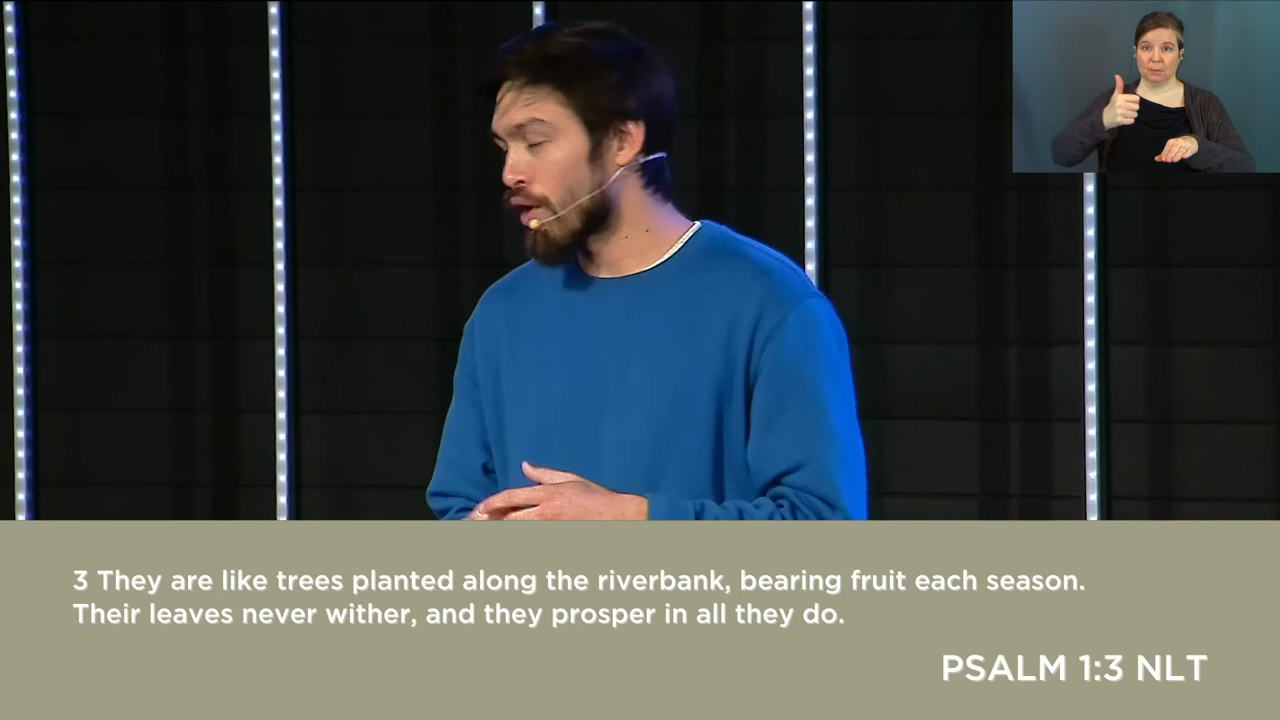 3 They are like trees planted along the riverbank, bearing fruit each season.
Their leaves never wither, and they prosper in all they do.
PSALM 1:3 NLT